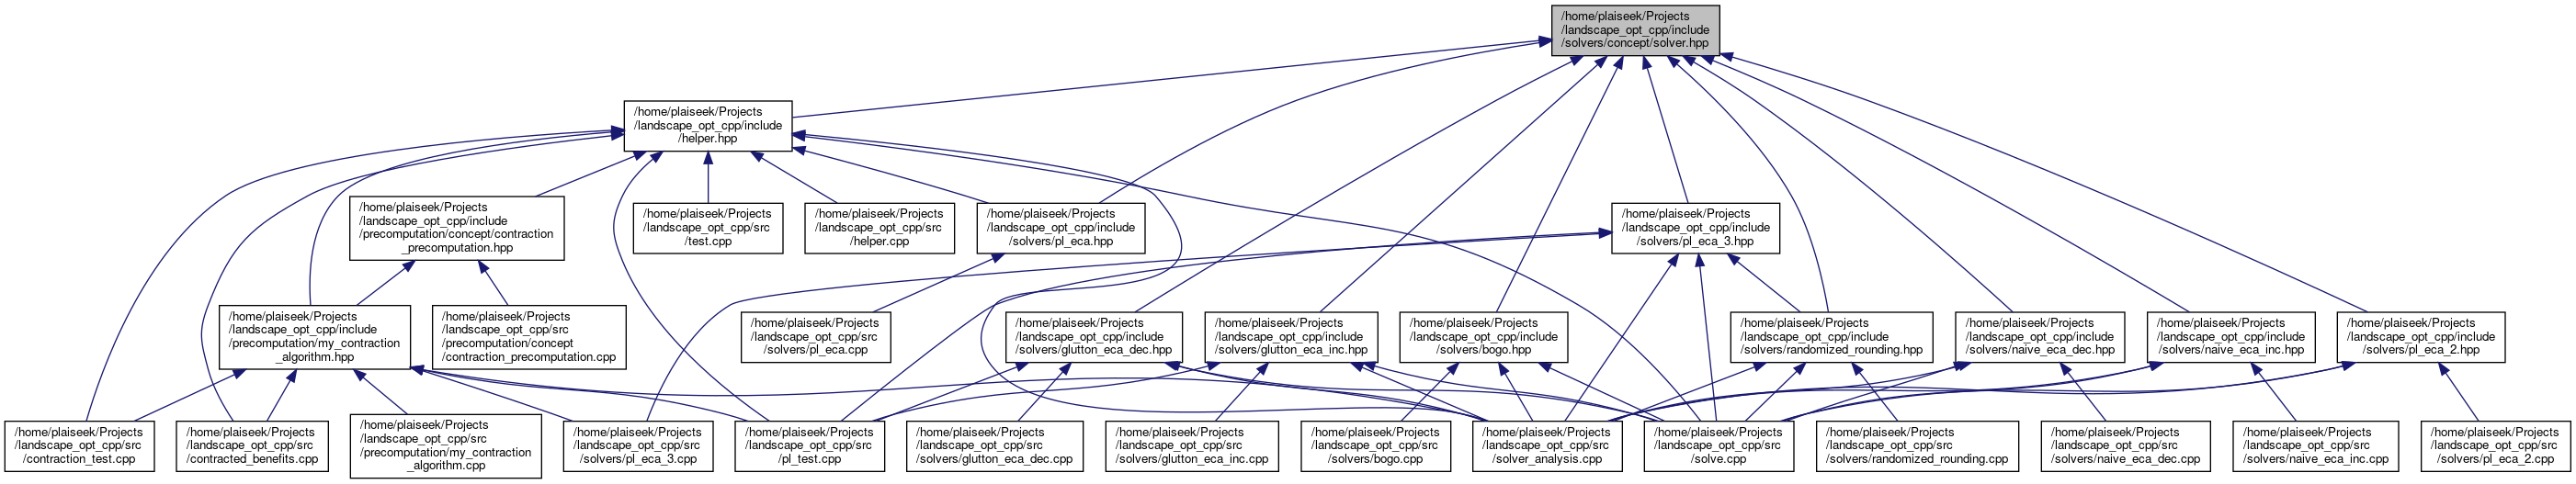 /home/plaiseek/Projects
/landscape_opt_cpp/include
/solvers/concept/solver.hpp
/home/plaiseek/Projects
/landscape_opt_cpp/include
/helper.hpp
/home/plaiseek/Projects
/landscape_opt_cpp/include
/precomputation/concept/contraction
_precomputation.hpp
/home/plaiseek/Projects
/landscape_opt_cpp/src
/test.cpp
/home/plaiseek/Projects
/landscape_opt_cpp/src
/helper.cpp
/home/plaiseek/Projects
/landscape_opt_cpp/include
/solvers/pl_eca.hpp
/home/plaiseek/Projects
/landscape_opt_cpp/include
/solvers/pl_eca_3.hpp
/home/plaiseek/Projects
/landscape_opt_cpp/include
/precomputation/my_contraction
_algorithm.hpp
/home/plaiseek/Projects
/landscape_opt_cpp/src
/precomputation/concept
/contraction_precomputation.cpp
/home/plaiseek/Projects
/landscape_opt_cpp/src
/solvers/pl_eca.cpp
/home/plaiseek/Projects
/landscape_opt_cpp/include
/solvers/glutton_eca_dec.hpp
/home/plaiseek/Projects
/landscape_opt_cpp/include
/solvers/glutton_eca_inc.hpp
/home/plaiseek/Projects
/landscape_opt_cpp/include
/solvers/bogo.hpp
/home/plaiseek/Projects
/landscape_opt_cpp/include
/solvers/randomized_rounding.hpp
/home/plaiseek/Projects
/landscape_opt_cpp/include
/solvers/naive_eca_dec.hpp
/home/plaiseek/Projects
/landscape_opt_cpp/include
/solvers/naive_eca_inc.hpp
/home/plaiseek/Projects
/landscape_opt_cpp/include
/solvers/pl_eca_2.hpp
/home/plaiseek/Projects
/landscape_opt_cpp/src
/contraction_test.cpp
/home/plaiseek/Projects
/landscape_opt_cpp/src
/contracted_benefits.cpp
/home/plaiseek/Projects
/landscape_opt_cpp/src
/precomputation/my_contraction
_algorithm.cpp
/home/plaiseek/Projects
/landscape_opt_cpp/src
/solvers/pl_eca_3.cpp
/home/plaiseek/Projects
/landscape_opt_cpp/src
/pl_test.cpp
/home/plaiseek/Projects
/landscape_opt_cpp/src
/solvers/glutton_eca_dec.cpp
/home/plaiseek/Projects
/landscape_opt_cpp/src
/solvers/glutton_eca_inc.cpp
/home/plaiseek/Projects
/landscape_opt_cpp/src
/solvers/bogo.cpp
/home/plaiseek/Projects
/landscape_opt_cpp/src
/solver_analysis.cpp
/home/plaiseek/Projects
/landscape_opt_cpp/src
/solve.cpp
/home/plaiseek/Projects
/landscape_opt_cpp/src
/solvers/randomized_rounding.cpp
/home/plaiseek/Projects
/landscape_opt_cpp/src
/solvers/naive_eca_dec.cpp
/home/plaiseek/Projects
/landscape_opt_cpp/src
/solvers/naive_eca_inc.cpp
/home/plaiseek/Projects
/landscape_opt_cpp/src
/solvers/pl_eca_2.cpp